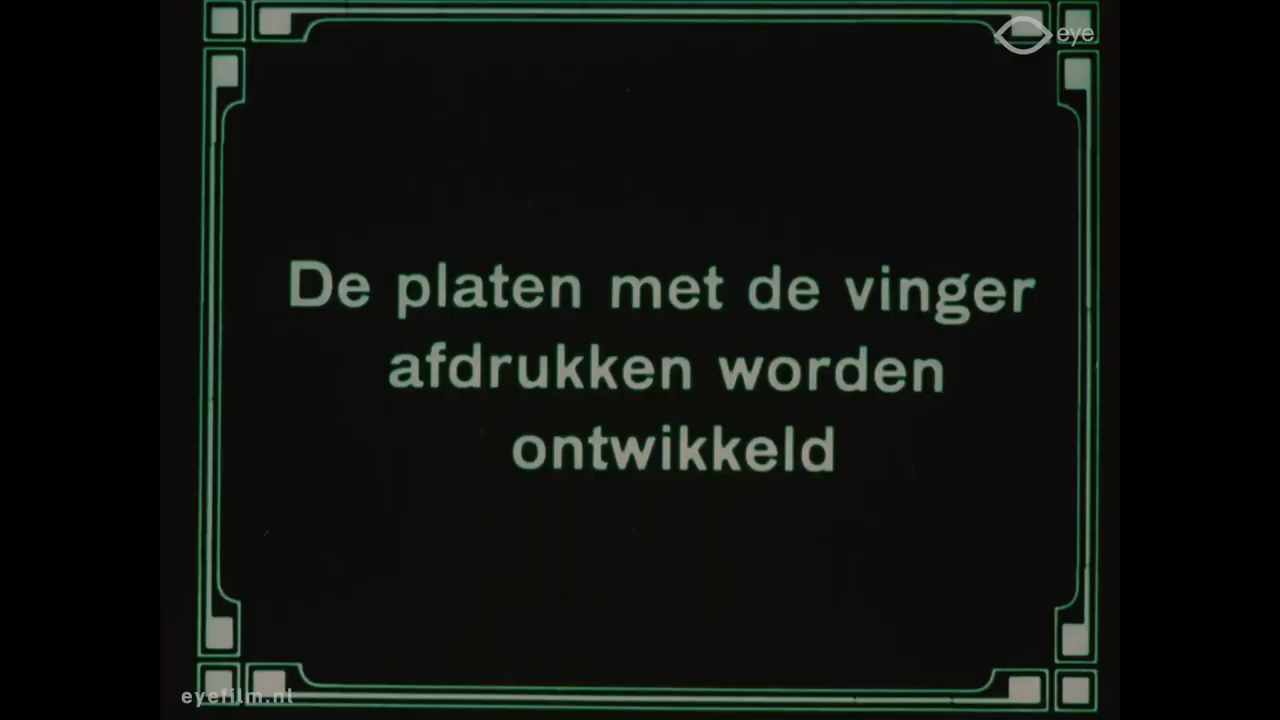 eye
De platen met de vinger
afdrukken worden
ontwikkeld
eyefilm.nl